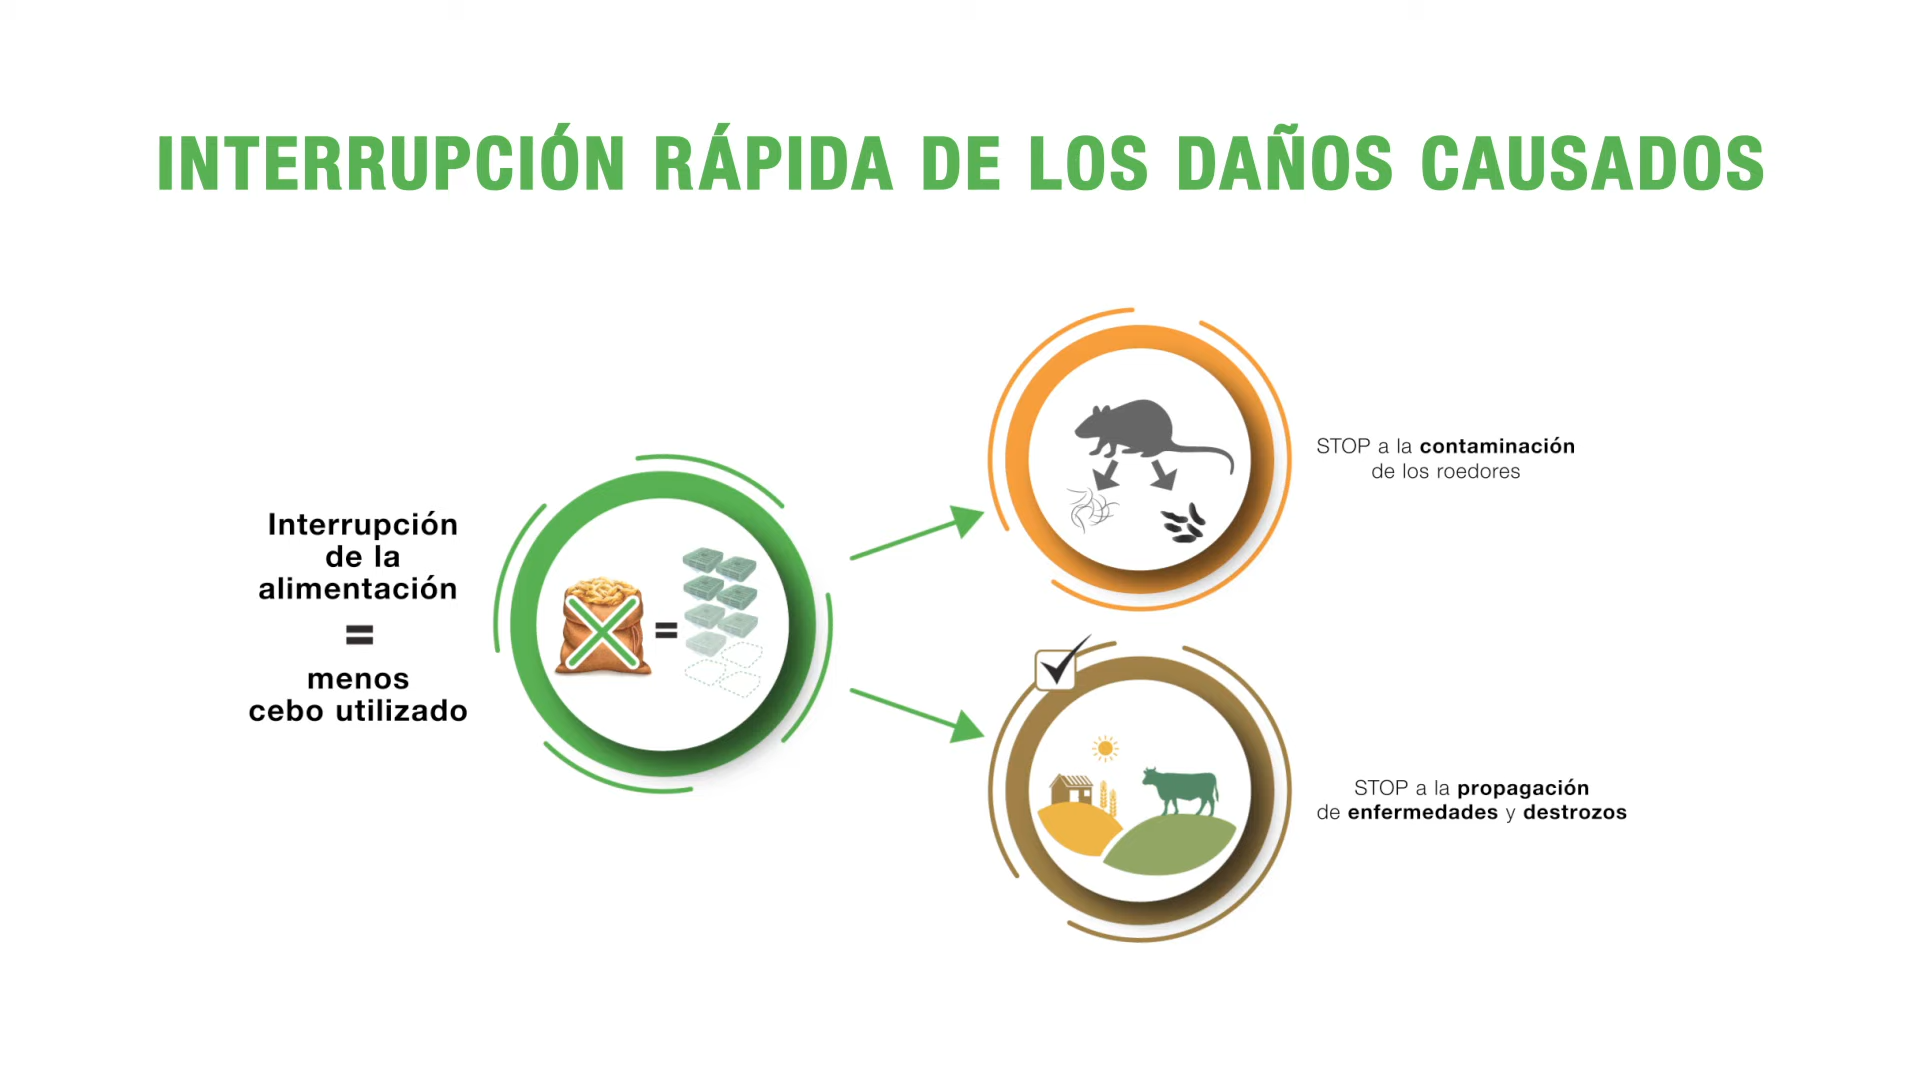 INTERRUPCIÓN RÁPIDA DE LOS DAÑOS CAUSADOS
Interrupción
de la
alimentación
=
menos
cebo utilizado
=
STOP a la contaminación
de los roedores
STOP a la propagación
de enfermedades y destrozos